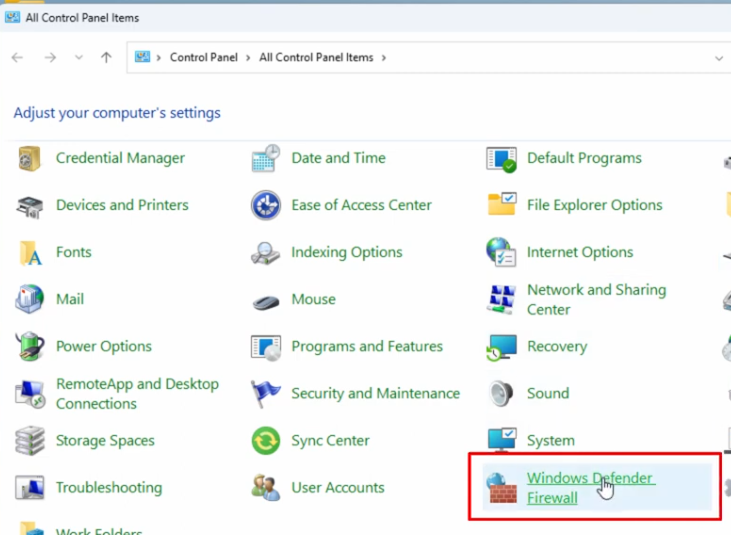 All Control Panel Items
Control Panel > All Control Panel Items >
Adjust your computer's settings
Credential Manager
Date and Time
Default Programs
Devices and Printers
Ease of Access Center
File Explorer Options
Fonts
Indexing Options
Internet Options
Mail
Mouse
Network and Sharing
Center
Power Options
Programs and Features
Recovery
RemoteApp and Desktop
Connections
Security and Maintenance
Sound
Storage Spaces
Sync Center
System
Troubleshooting
User Accounts
Windows Defender
Firewall
Work Folders